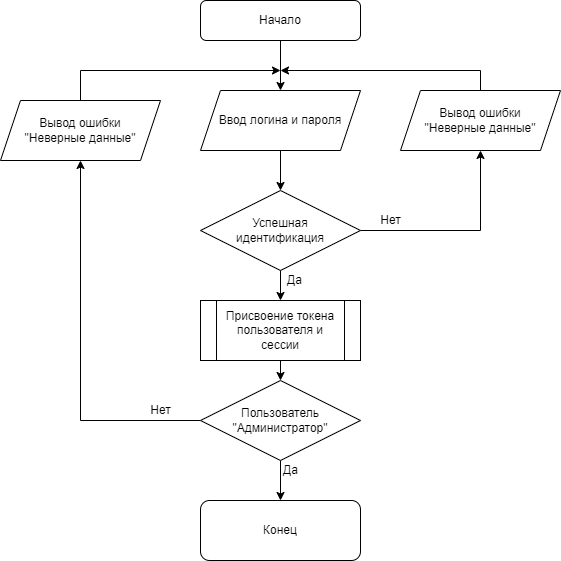 Начало
Вывод ошибки
"Неверные данные"
Ввод логина и пароля
Вывод ошибки
"Неверные данные"
Успешная
идентификация
Нет
Да
Присвоение токена
пользователя и
сессии
Нет
Пользователь
"Администратор"
Да
Конец